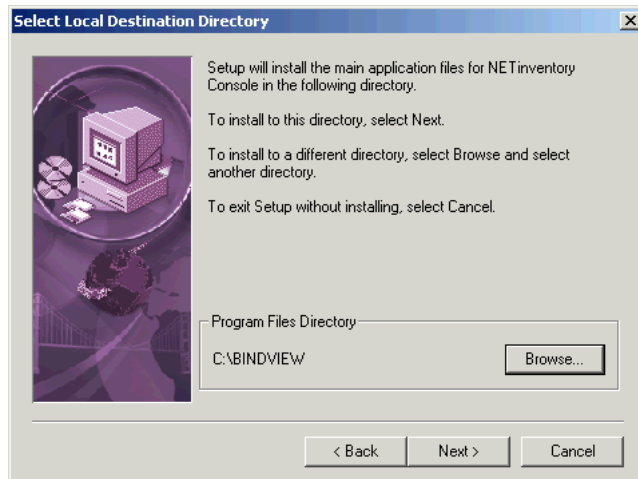 Select Local Destination Directory
Setup will install the main application files for NETinventory
Console in the following directory.
To install to this directory, select Next.
To install to a different directory, select Browse and select
another directory.
To exit Setup without installing, select Cancel.
Program Files Directory
C:\BINDVIEW
Browse...
< Back
Next >
Cancel